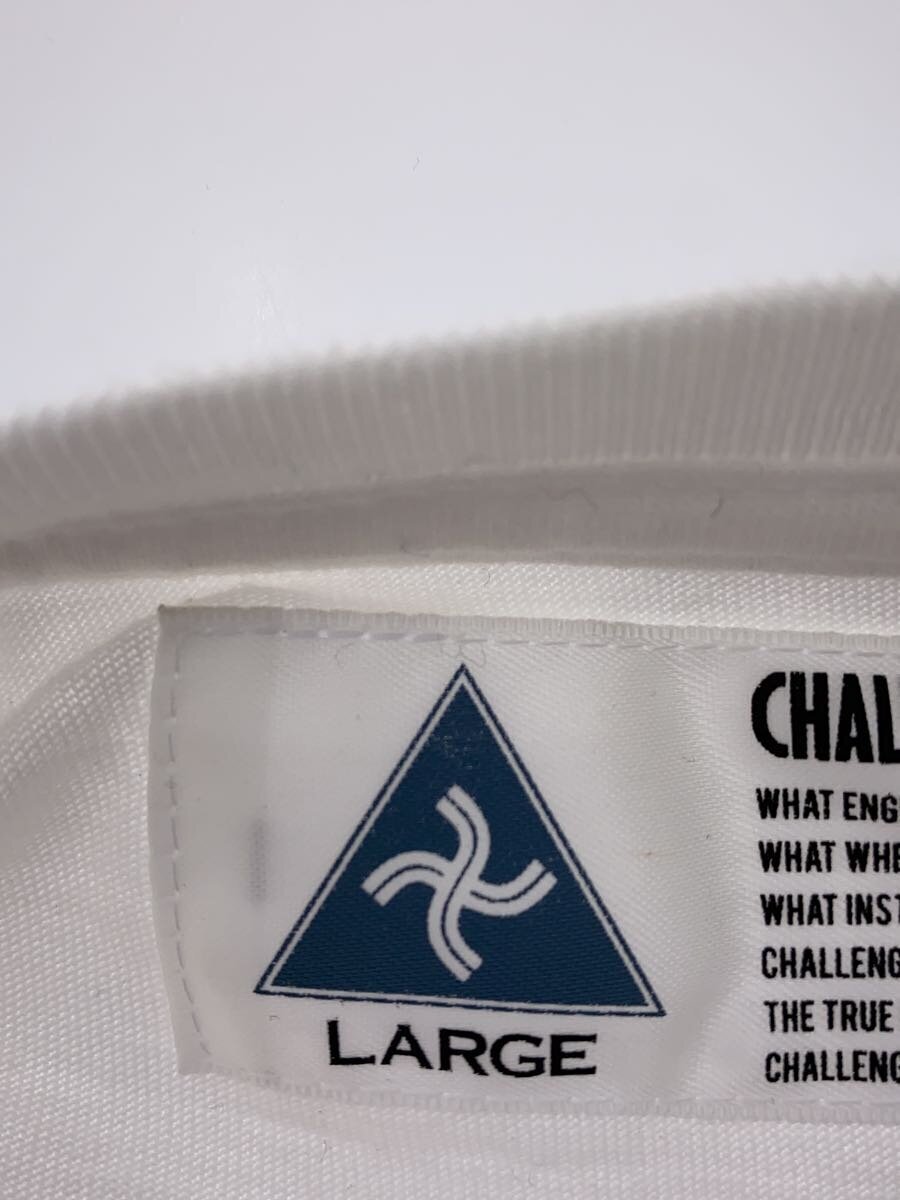 LARGE
CHAL
WHAT ENG
WHAT WHE
WHAT INST
CHALLENG
THE TRUE
CHALLENG